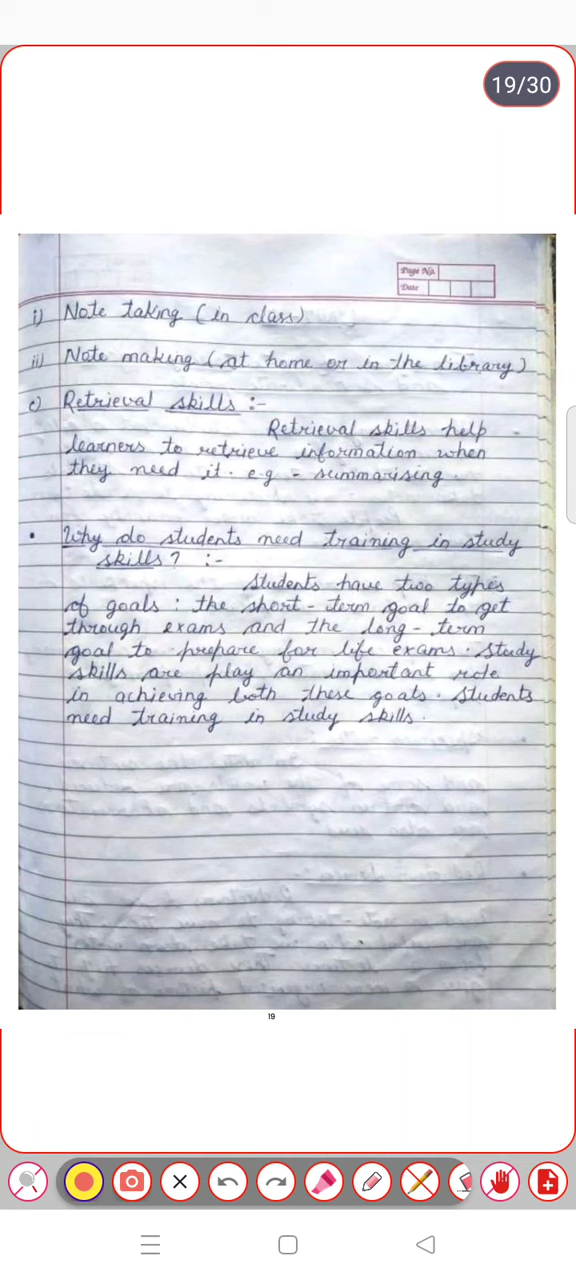 19/30
Page No.
Date
i) Note taking (in class)
ii) Note making (at home or in the library)
c) Retrieval skills :-
Retrieval skills help
learners to retrieve information when
they need it. e.g - summarising.
• Why do students need training in study
skills? :-
Students have two types
of goals : the short-term goal to get
through exams and the long-term
goal to prepare for life exams. Study
skills are play an important role
in achieving both these goals. Students
need training in study skills.
19